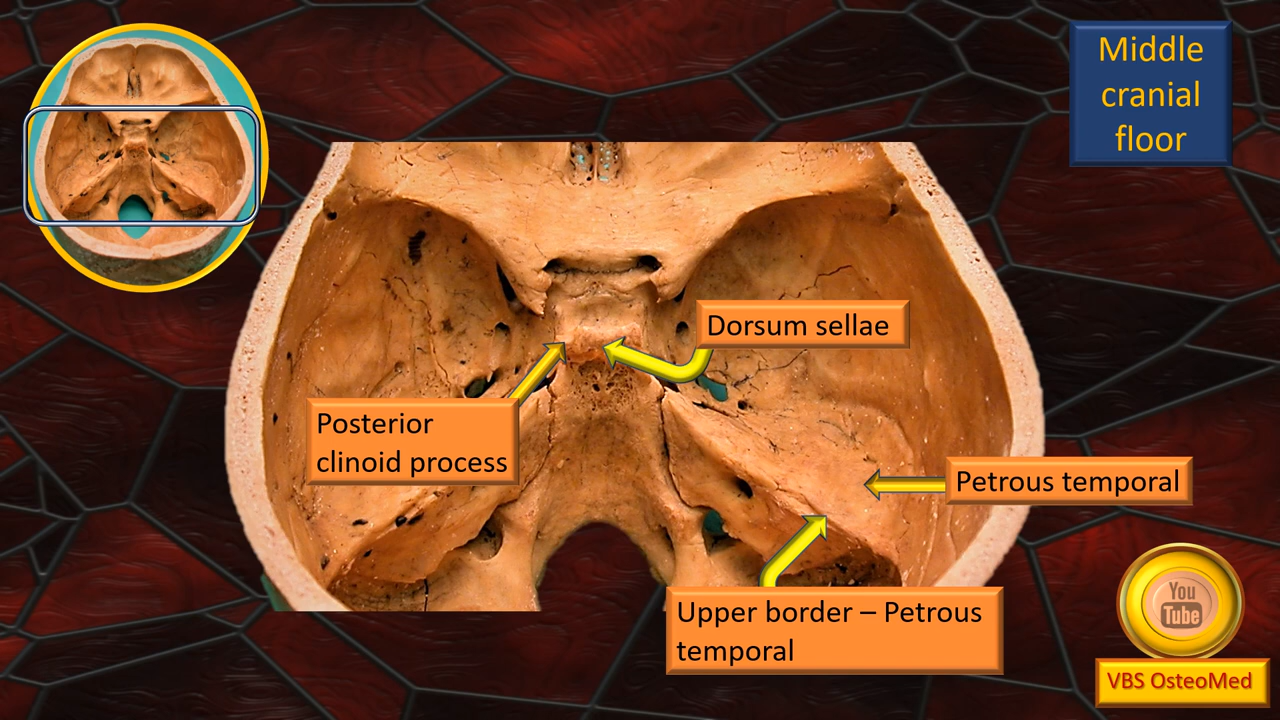 Middle
cranial
floor
Dorsum sellae
Posterior
clinoid process
Petrous temporal
Upper border – Petrous
temporal
You
Tube
VBS OsteoMed